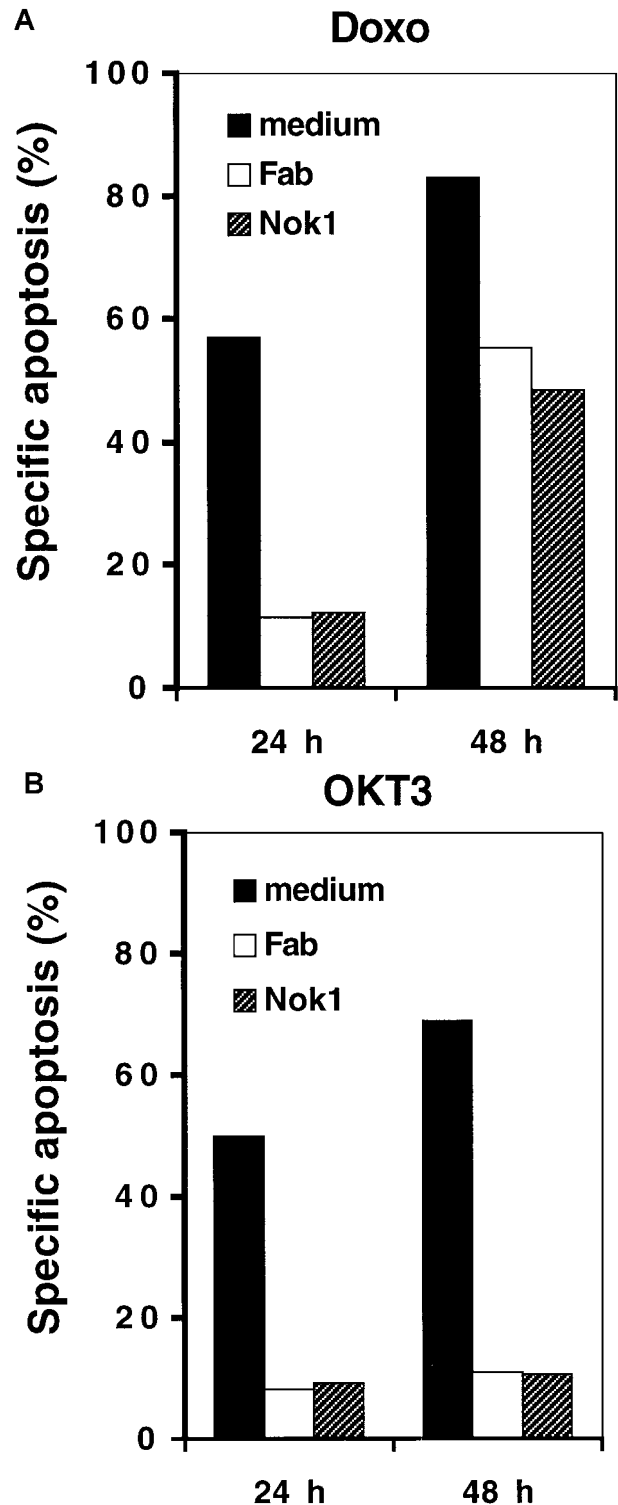 A
Doxo
Specific apoptosis (%)
100
80
60
40
20
0
medium
Fab
Nok1
24 h
48 h
B
OKT3
Specific apoptosis (%)
100
80
60
40
20
0
medium
Fab
Nok1
24 h
48 h